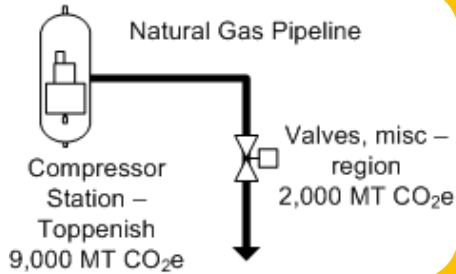 Natural Gas Pipeline
Valves, misc –
region
2,000 MT CO₂e
Compressor
Station –
Toppenish
9,000 MT CO₂e